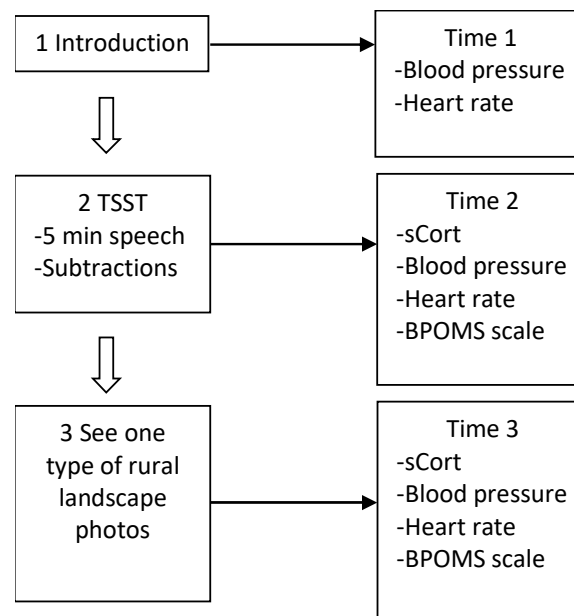 1 Introduction
Time 1
-Blood pressure
-Heart rate
2 TSST
-5 min speech
-Subtractions
Time 2
-sCort
-Blood pressure
-Heart rate
-BPOMS scale
3 See one
type of rural
landscape
photos
Time 3
-sCort
-Blood pressure
-Heart rate
-BPOMS scale